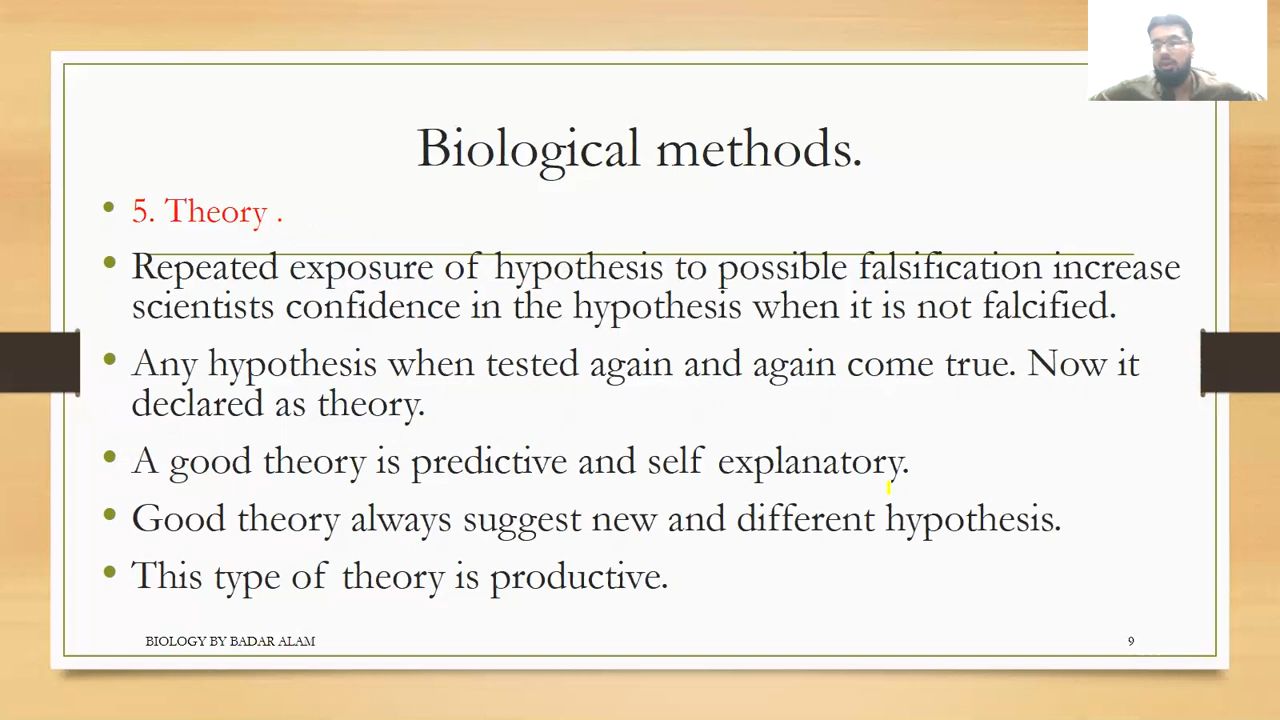 Biological methods.
5. Theory .
Repeated exposure of hypothesis to possible falsification increase
scientists confidence in the hypothesis when it is not falcified.
Any hypothesis when tested again and again come true. Now it
declared as theory.
A good theory is predictive and self explanatory.
Good theory always suggest new and different hypothesis.
This type of theory is productive.
BIOLOGY BY BADAR ALAM
9